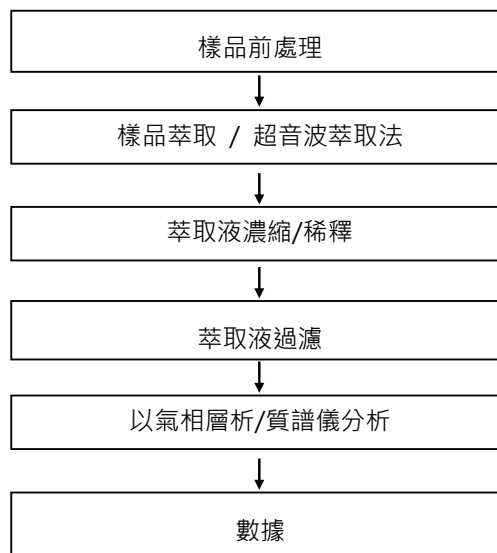 樣品前處理
樣品萃取 / 超音波萃取法
萃取液濃縮/稀釋
萃取液過濾
以氣相層析/质譜儀分析
數據